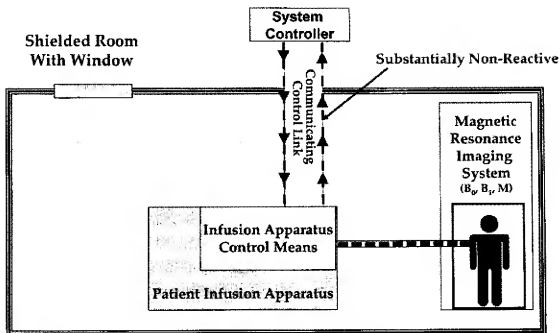 System
Controller
Shielded Room
With Window
Substantially Non-Reactive
Communicating
Control Link
Magnetic
Resonance
Imaging
System
(B₀, B₁, M)
Infusion Apparatus
Control Means
Patient Infusion Apparatus